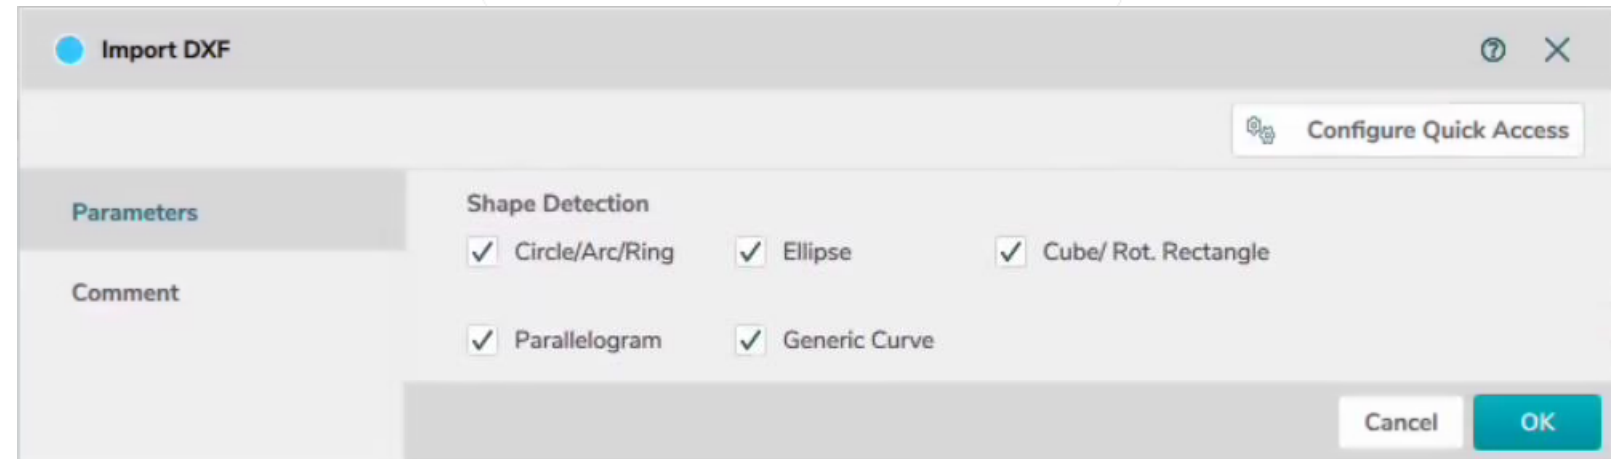 Import DXF
Configure Quick Access
Parameters
Comment
Shape Detection
Circle/Arc/Ring Ellipse Cube/ Rot. Rectangle
Parallelogram Generic Curve
Cancel OK